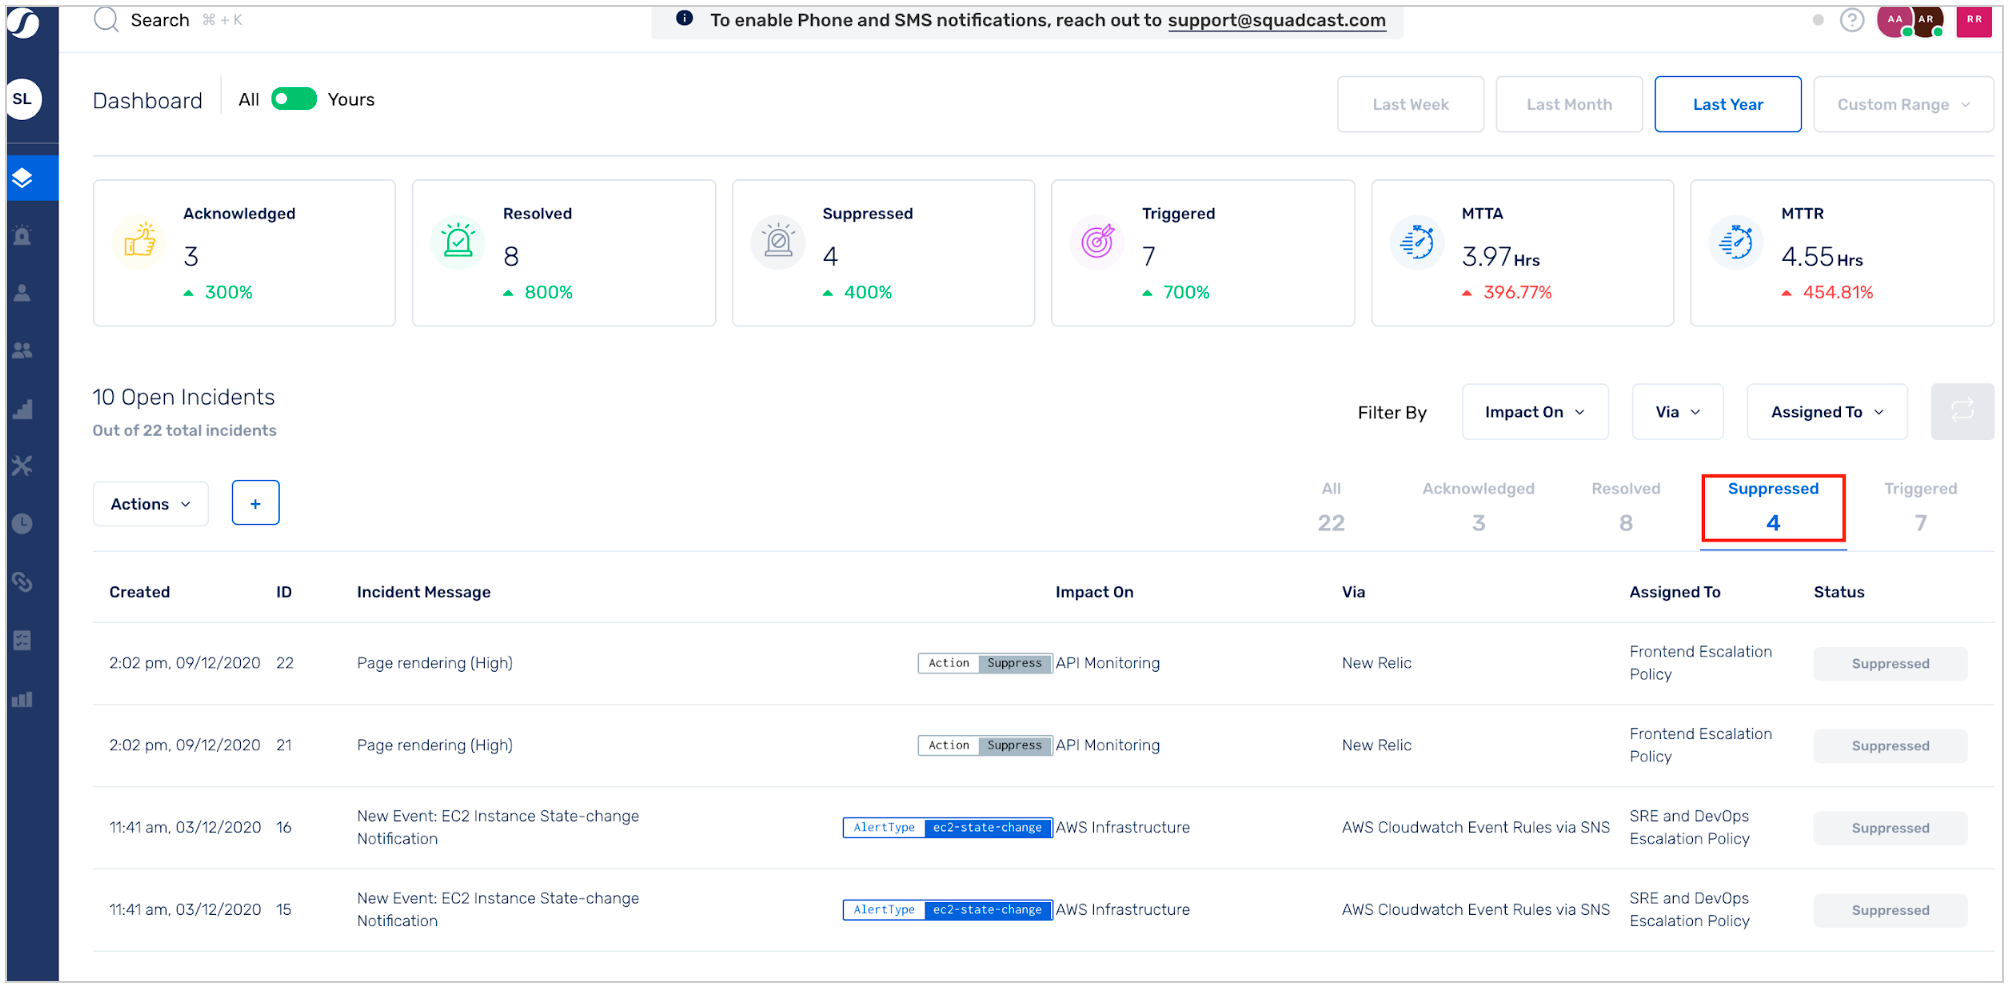 Search ⌘ + K
To enable Phone and SMS notifications, reach out to support@squadcast.com
? AA AR RR
SL
Dashboard All Yours
Last Week Last Month Last Year Custom Range
Acknowledged
3
300%
Resolved
8
800%
Suppressed
4
400%
Triggered
7
700%
MTTA
3.97 Hrs
396.77%
MTTR
4.55 Hrs
454.81%
10 Open Incidents
Out of 22 total incidents
Filter By Impact On Via Assigned To
Actions +
All Acknowledged Resolved Suppressed Triggered
22 3 8 4 7
Created ID Incident Message Impact On Via Assigned To Status
2:02 pm, 09/12/2020 22 Page rendering (High) Action Suppress API Monitoring New Relic Frontend Escalation Suppressed
Policy
2:02 pm, 09/12/2020 21 Page rendering (High) Action Suppress API Monitoring New Relic Frontend Escalation Suppressed
Policy
11:41 am, 03/12/2020 16 New Event: EC2 Instance State-change AlertType ec2-state-change AWS Infrastructure AWS Cloudwatch Event Rules via SNS SRE and DevOps Suppressed
Notification Escalation Policy
11:41 am, 03/12/2020 15 New Event: EC2 Instance State-change AlertType ec2-state-change AWS Infrastructure AWS Cloudwatch Event Rules via SNS SRE and DevOps Suppressed
Notification Escalation Policy